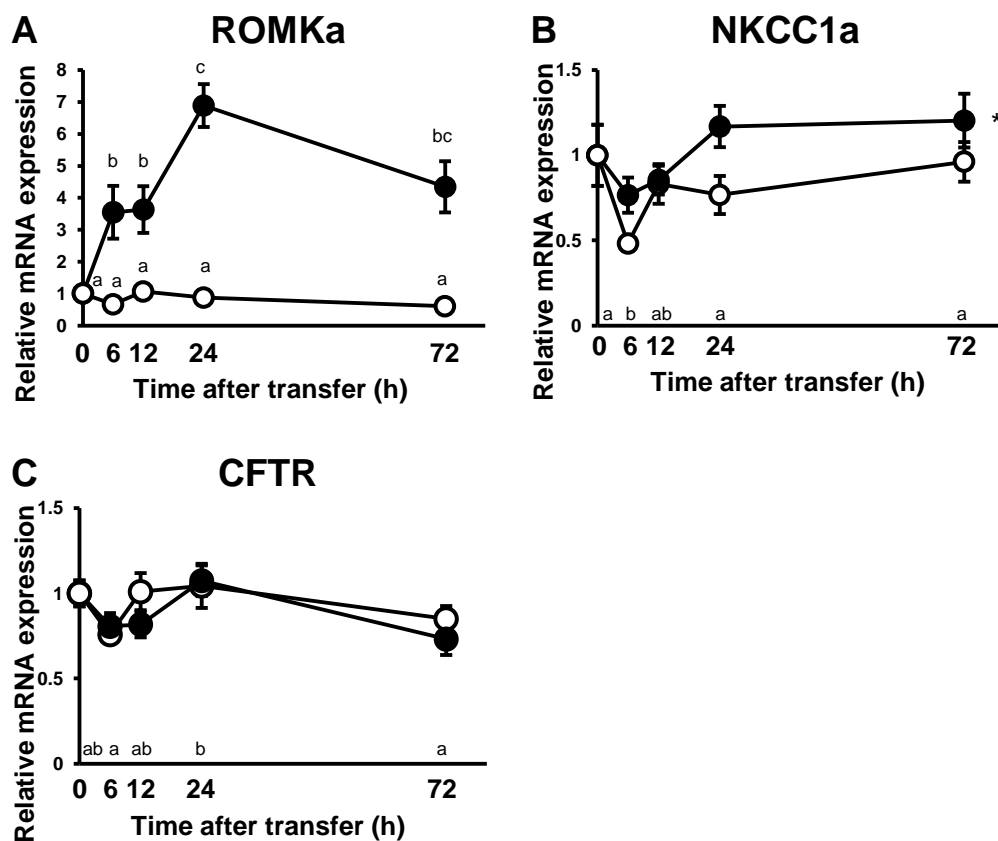 A
ROMKa
Relative mRNA expression
8
7
6
5
4
3
2
1
0
c
b
b
bc
a
a
a
a
a
0 6 12 24 72
Time after transfer (h)
B
NKCC1a
Relative mRNA expression
1.5
1
0.5
0
*
a b ab a a
0 6 12 24 72
Time after transfer (h)
C
CFTR
Relative mRNA expression
1.5
1
0.5
0
ab a ab b a
0 6 12 24 72
Time after transfer (h)